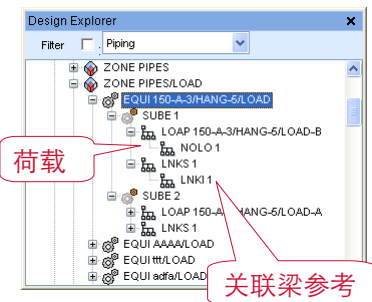 Design Explorer
Filter : Piping
ZONE PIPES
ZONE PIPES/LOAD
EQUI 150-A-3/HANG-5/LOAD
SUBE 1
LOAP 150-A-3/HANG-5/LOAD-B
NOLO 1
荷载
LNKS 1
LNKI 1
SUBE 2
LOAP 150-A-3/HANG-5/LOAD-A
LNKS 1
EQUI AAAA/LOAD
EQUI ttt/LOAD
EQUI adfa/LOAD
关联梁参考